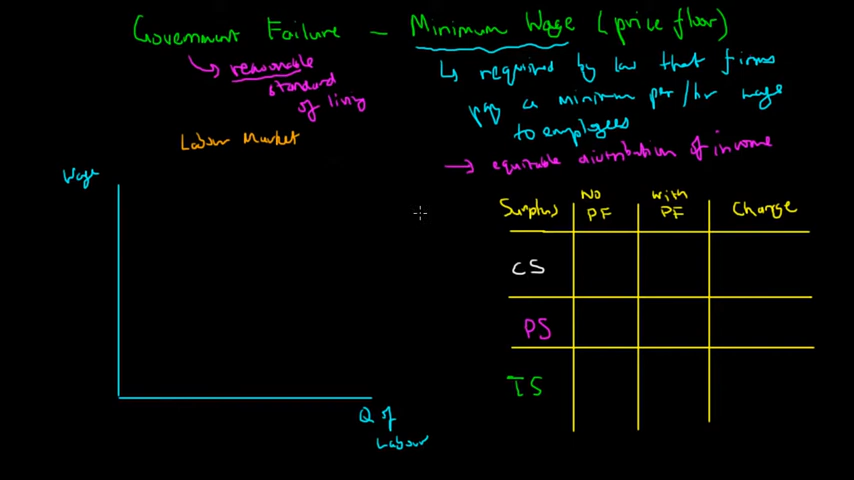 Government Failure - Minimum Wage (price floor)
↳ reasonable
standard
of living
↳ required by law that firms
pay a minimum per/hr wage
to employees
→ equitable distribution of income
Labour Market
Wage
Q of
Labour
Surplus No PF With PF Change
CS
PS
TS